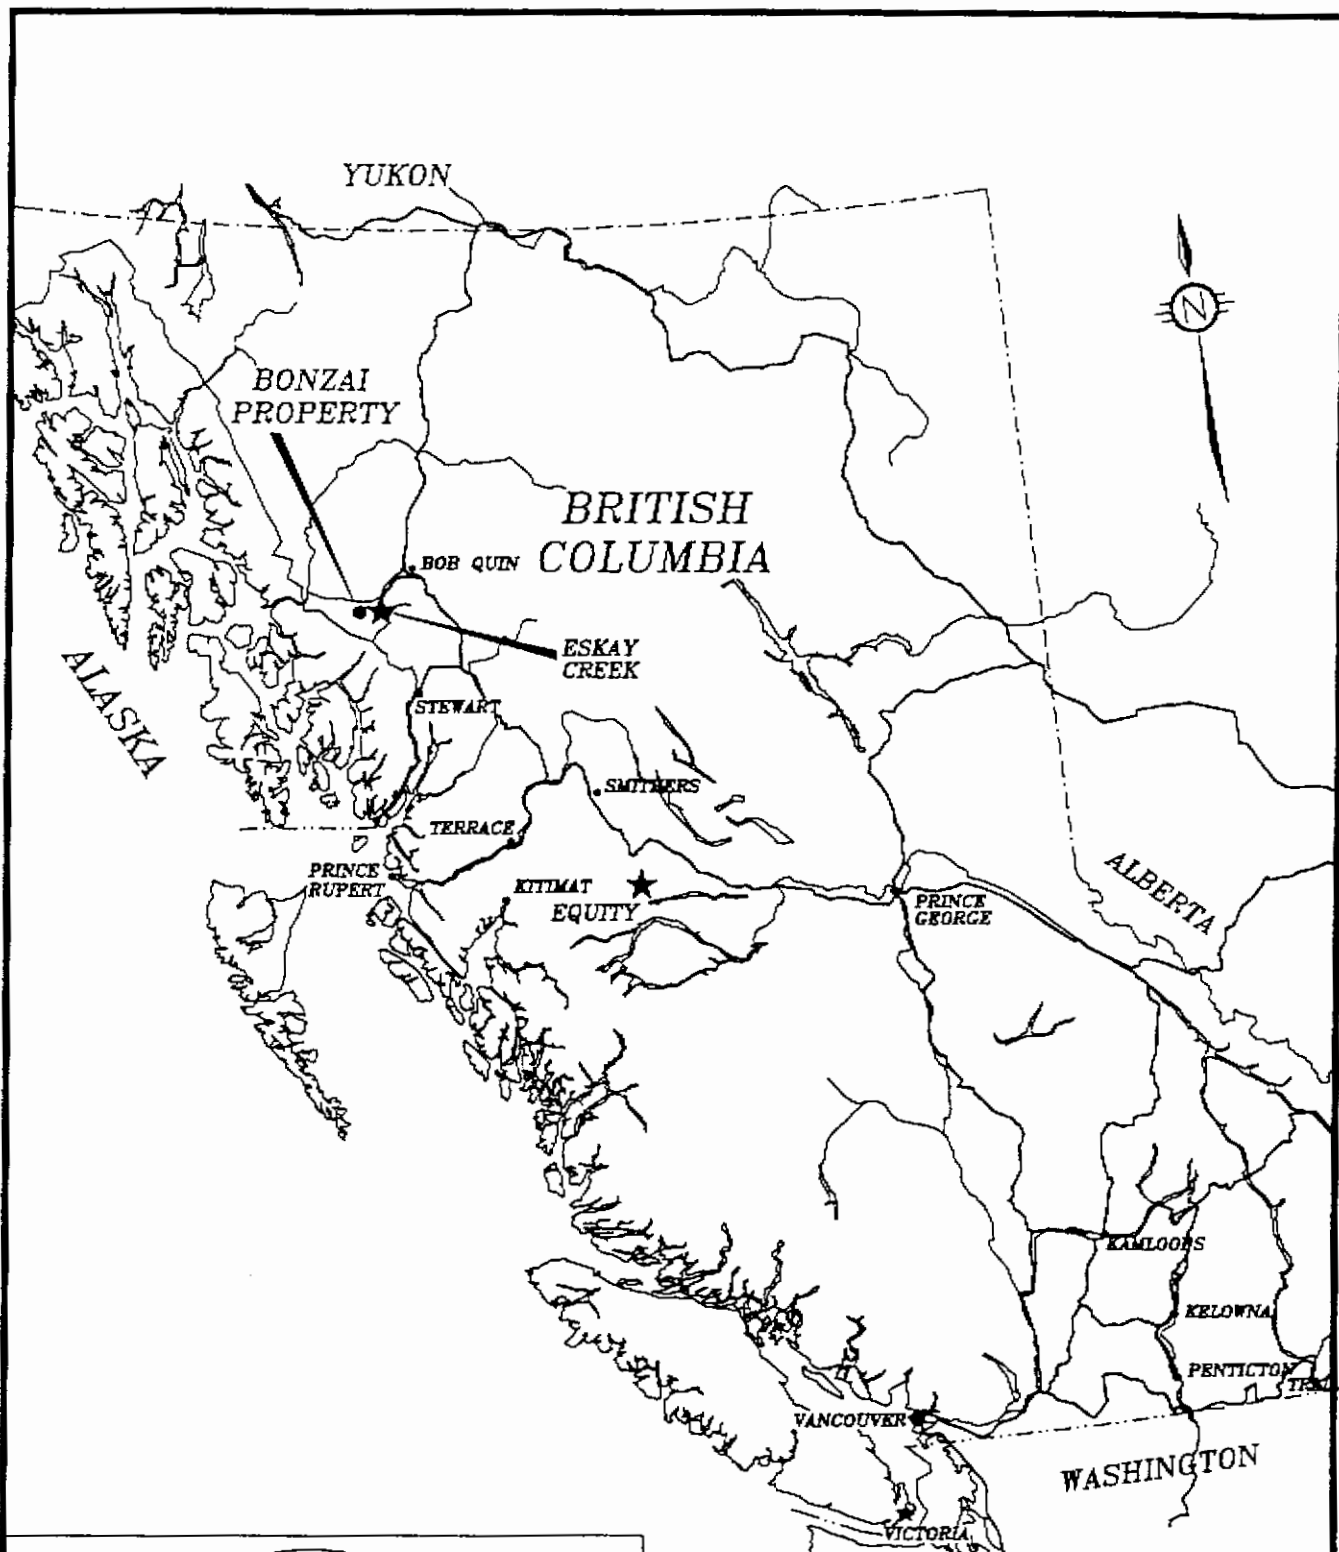 YUKON
N
BONZAI
PROPERTY
BRITISH
COLUMBIA
BOB QUIN
ESKAY
CREEK
ALASKA
STEWART
SMITHERS
TERRACE
PRINCE
RUPERT
KITIMAT
EQUITY
ALBERTA
PRINCE
GEORGE
KAMLOOPS
KELOWNA
PENTICTON
VANCOUVER
WASHINGTON
VICTORIA